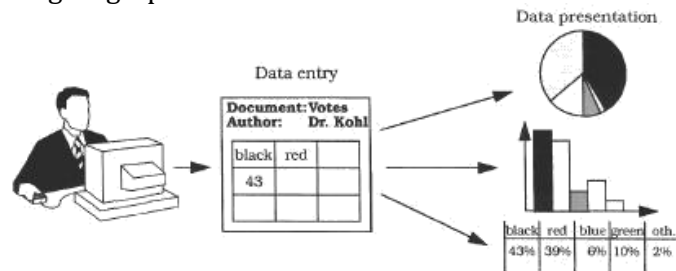 Data presentation
Data entry
Document: Votes
Author: Dr. Kohl
black red
43
black red blue green oth.
43% 39% 6% 10% 2%